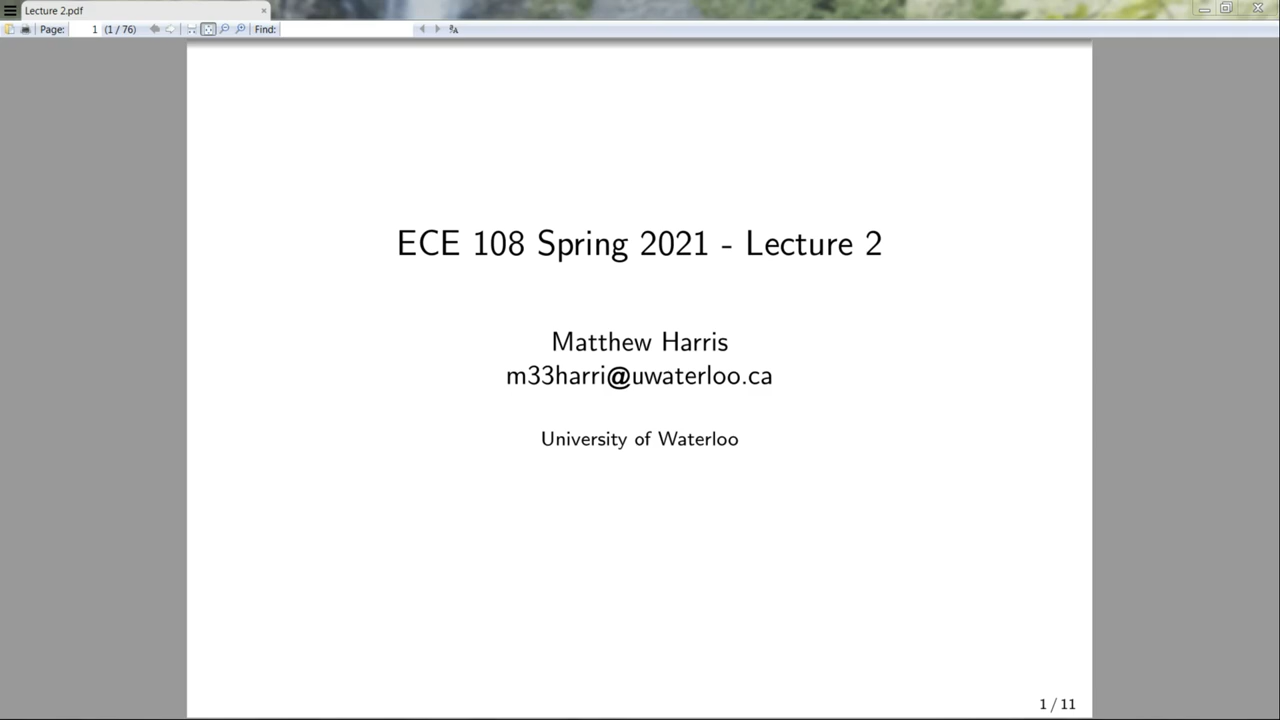 Lecture 2.pdf
Page: 1 (1 / 76) Find:
ECE 108 Spring 2021 - Lecture 2
Matthew Harris
m33harri@uwaterloo.ca
University of Waterloo
1 / 11